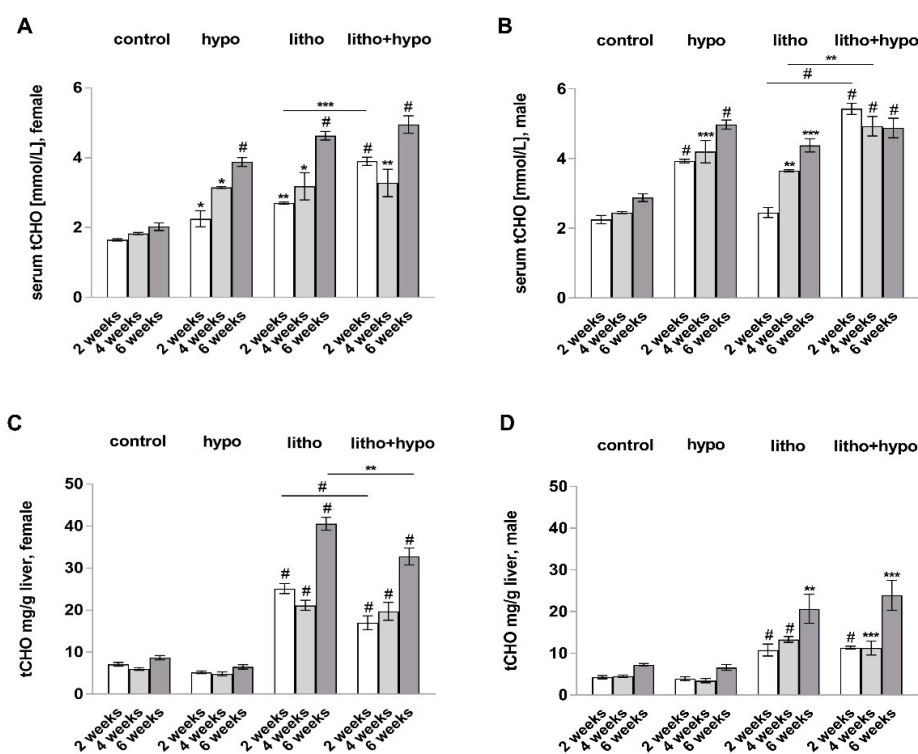 A
control hypo litho litho+hypo
serum tCHO [mmol/L], female
6
4
2
0
* * # ** * # *** # ** #
2 weeks 4 weeks 6 weeks 2 weeks 4 weeks 6 weeks 2 weeks 4 weeks 6 weeks 2 weeks 4 weeks 6 weeks
B
control hypo litho litho+hypo
serum tCHO [mmol/L], male
6
4
2
0
**
#
# *** # ** *** # # #
2 weeks 4 weeks 6 weeks 2 weeks 4 weeks 6 weeks 2 weeks 4 weeks 6 weeks 2 weeks 4 weeks 6 weeks
C
control hypo litho litho+hypo
tCHO mg/g liver, female
50
40
30
20
10
0
**
#
# # # # # #
2 weeks 4 weeks 6 weeks 2 weeks 4 weeks 6 weeks 2 weeks 4 weeks 6 weeks 2 weeks 4 weeks 6 weeks
D
control hypo litho litho+hypo
tCHO mg/g liver, male
50
40
30
20
10
0
# # ** # *** ***
2 weeks 4 weeks 6 weeks 2 weeks 4 weeks 6 weeks 2 weeks 4 weeks 6 weeks 2 weeks 4 weeks 6 weeks